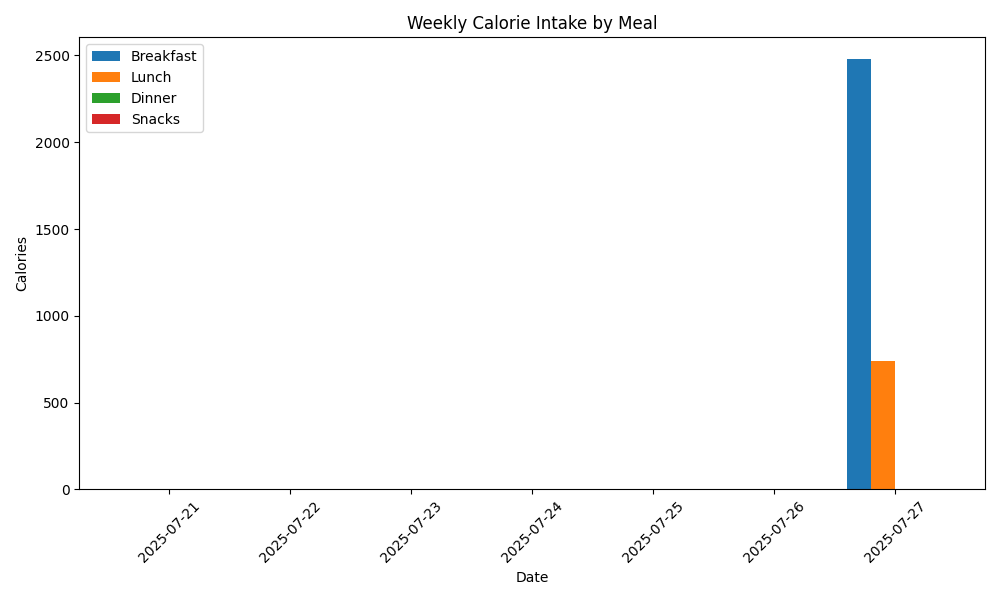 Weekly Calorie Intake by Meal
Breakfast
Lunch
Dinner
Snacks
2500
2000
1500
1000
500
0
Calories
2025-07-21
2025-07-22
2025-07-23
2025-07-24
2025-07-25
2025-07-26
2025-07-27
Date